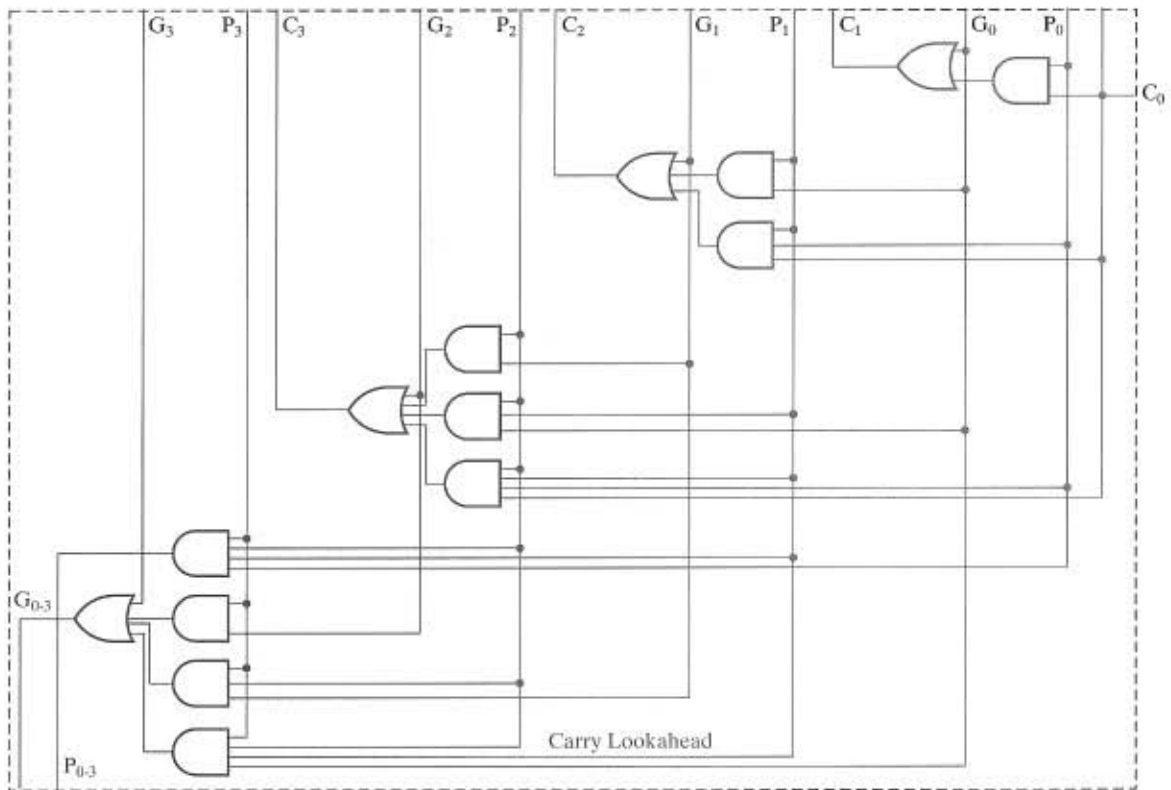 G₃ P₃ C₃ G₂ P₂ C₂ G₁ P₁ C₁ G₀ P₀
C₀
G₀₋₃
Carry Lookahead
P₀₋₃